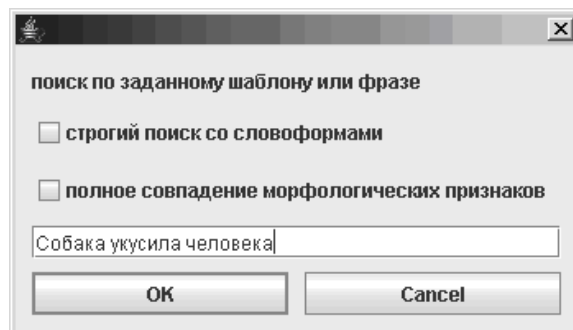 поиск по заданному шаблону или фразе
строгий поиск со словоформами
полное совпадение морфологических признаков
Собака укусила человека
OK Cancel